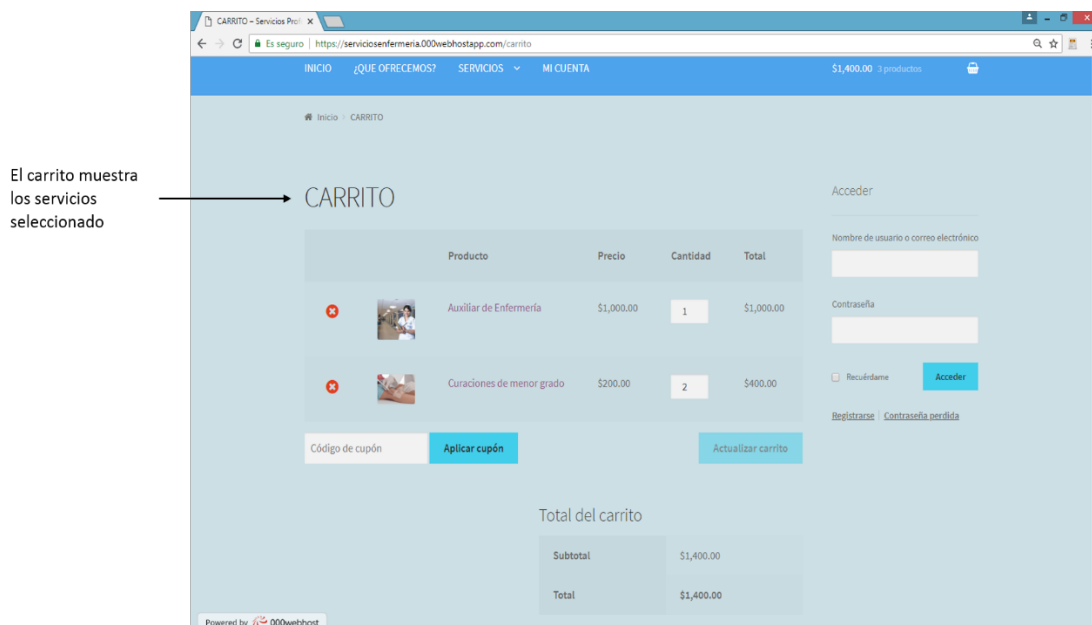 CARRITO – Servicios Prof
Es seguro | https://serviciosenfermeria.000webhostapp.com/carrito
INICIO ¿QUE OFRECEMOS? SERVICIOS MI CUENTA $1,400.00 3 productos
Inicio CARRITO
El carrito muestra
los servicios
seleccionado
CARRITO
Producto Precio Cantidad Total
Auxiliar de Enfermería $1,000.00 1 $1,000.00
Curaciones de menor grado $200.00 2 $400.00
Código de cupón Aplicar cupón Actualizar carrito
Total del carrito
Subtotal $1,400.00
Total $1,400.00
Acceder
Nombre de usuario o correo electrónico
Contraseña
Recuérdame Acceder
Registrarse Contraseña perdida
Powered by 000webhost